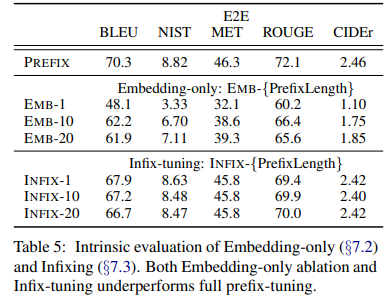 E2E
BLEU NIST MET ROUGE CIDEr
PREFIX 70.3 8.82 46.3 72.1 2.46
Embedding-only: EMB-{PrefixLength}
EMB-1 48.1 3.33 32.1 60.2 1.10
EMB-10 62.2 6.70 38.6 66.4 1.75
EMB-20 61.9 7.11 39.3 65.6 1.85
Infix-tuning: INFIX-{PrefixLength}
INFIX-1 67.9 8.63 45.8 69.4 2.42
INFIX-10 67.2 8.48 45.8 69.9 2.40
INFIX-20 66.7 8.47 45.8 70.0 2.42
Table 5: Intrinsic evaluation of Embedding-only (§7.2)
and Infixing (§7.3). Both Embedding-only ablation and
Infix-tuning underperforms full prefix-tuning.